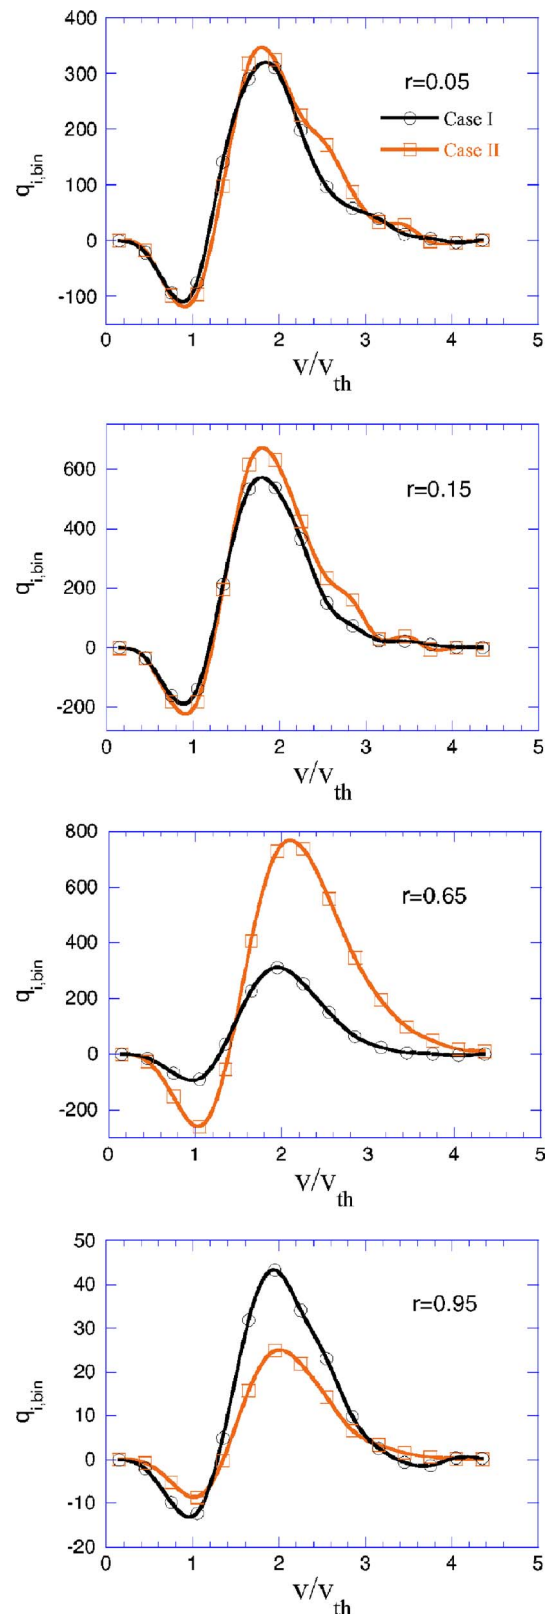 400
300
200
100
0
-100
q_i,bin
r=0.05
Case I
Case II
0 1 2 3 4 5
v/v_th
600
400
200
0
-200
q_i,bin
r=0.15
0 1 2 3 4 5
v/v_th
800
600
400
200
0
-200
q_i,bin
r=0.65
0 1 2 3 4 5
v/v_th
50
40
30
20
10
0
-10
-20
q_i,bin
r=0.95
0 1 2 3 4 5
v/v_th